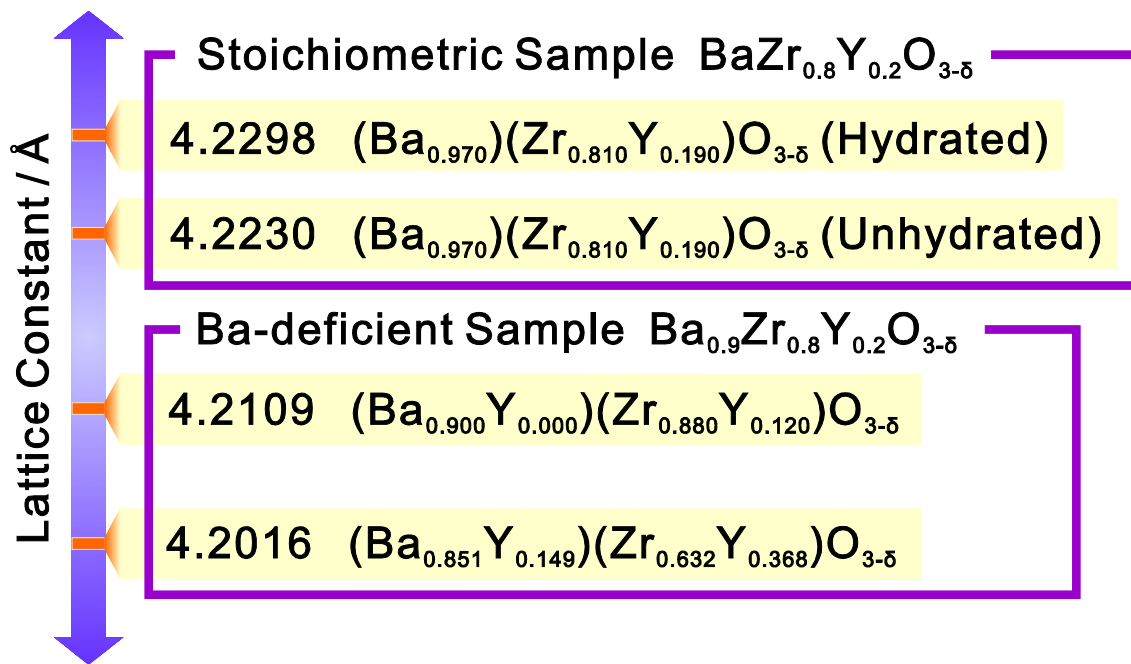 Lattice Constant / Å
Stoichiometric Sample BaZr₀.₈Y₀.₂O₃₋δ
4.2298 (Ba₀.₉₇₀)(Zr₀.₈₁₀Y₀.₁₉₀)O₃₋δ (Hydrated)
4.2230 (Ba₀.₉₇₀)(Zr₀.₈₁₀Y₀.₁₉₀)O₃₋δ (Unhydrated)
Ba-deficient Sample Ba₀.₉Zr₀.₈Y₀.₂O₃₋δ
4.2109 (Ba₀.₉₀₀Y₀.₀₀₀)(Zr₀.₈₈₀Y₀.₁₂₀)O₃₋δ
4.2016 (Ba₀.₈₅₁Y₀.₁₄₉)(Zr₀.₆₃₂Y₀.₃₆₈)O₃₋δ